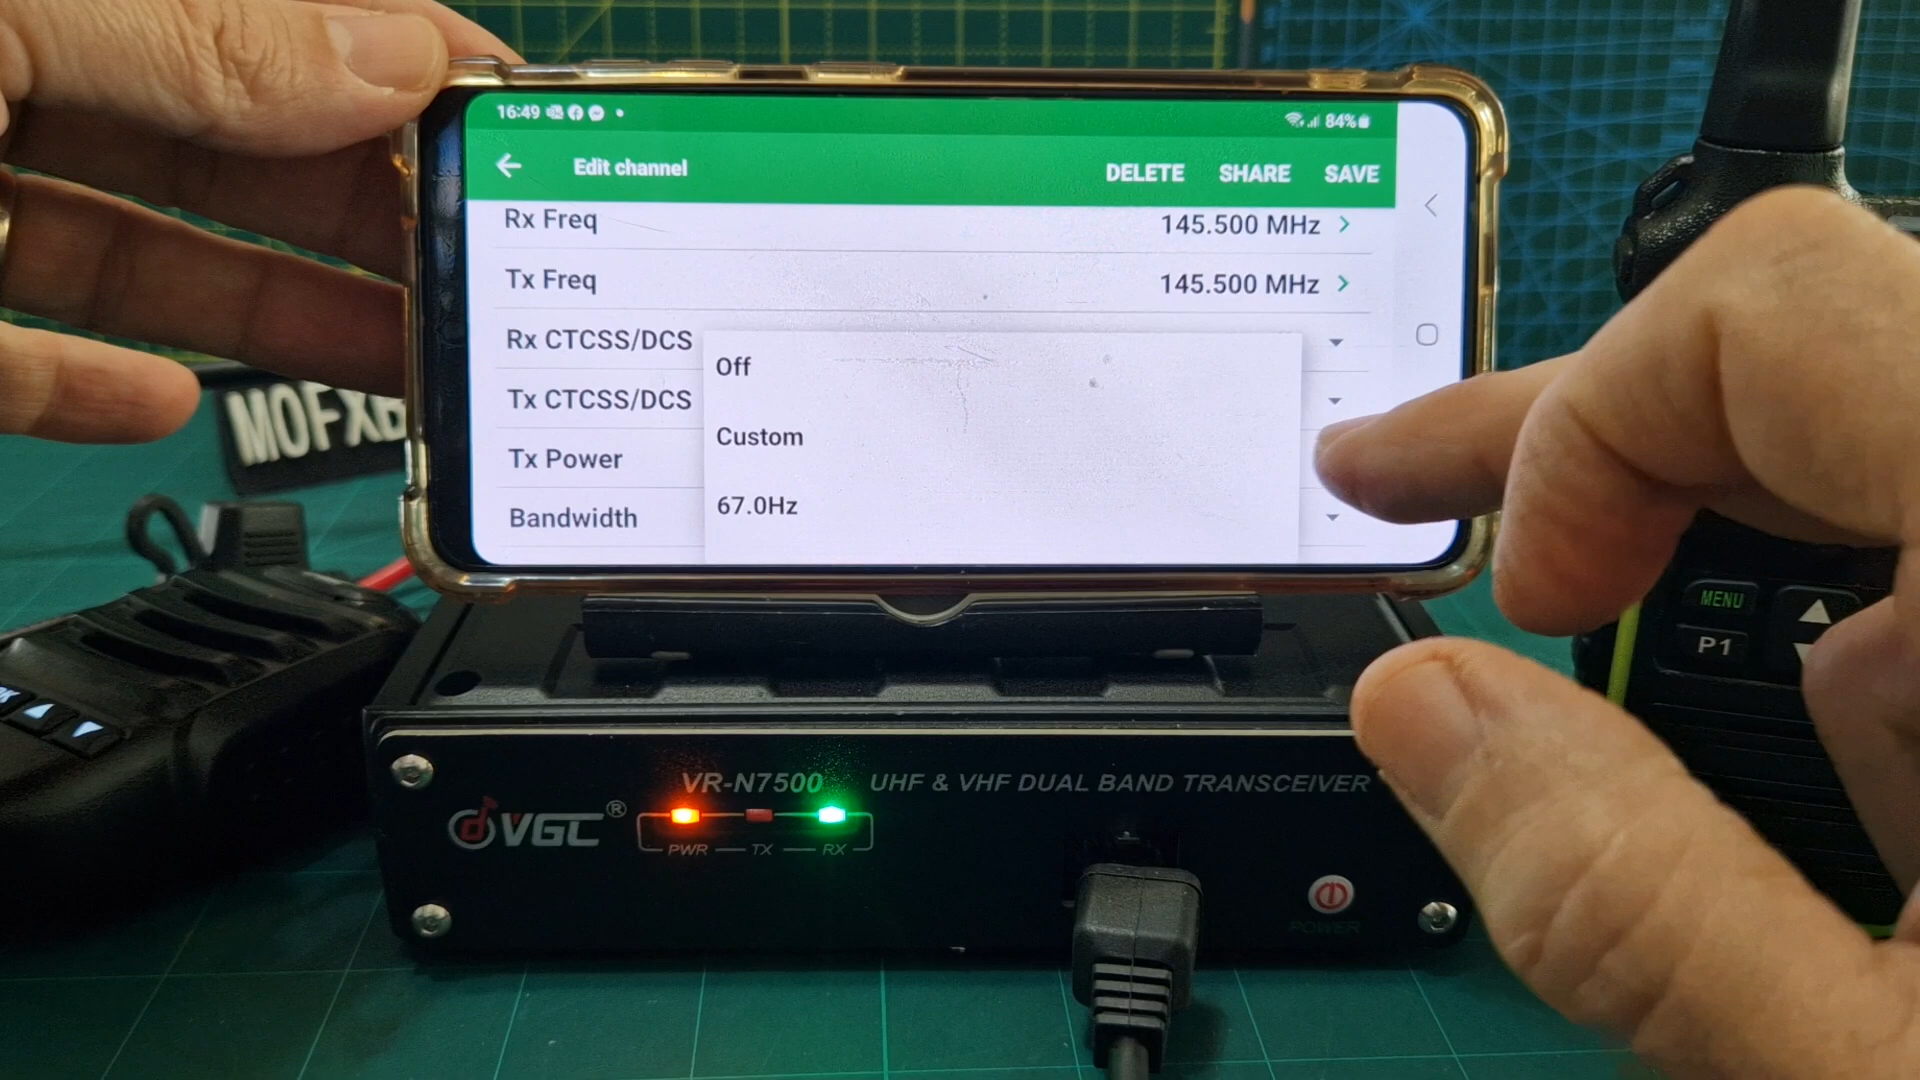 16:49
84%
Edit channel
DELETE SHARE SAVE
Rx Freq 145.500 MHz
Tx Freq 145.500 MHz
Rx CTCSS/DCS
Off
Tx CTCSS/DCS
Custom
Tx Power
67.0Hz
Bandwidth
M0FXB
MENU
P1
VR-N7500 UHF & VHF DUAL BAND TRANSCEIVER
VGC®
PWR TX RX
POWER